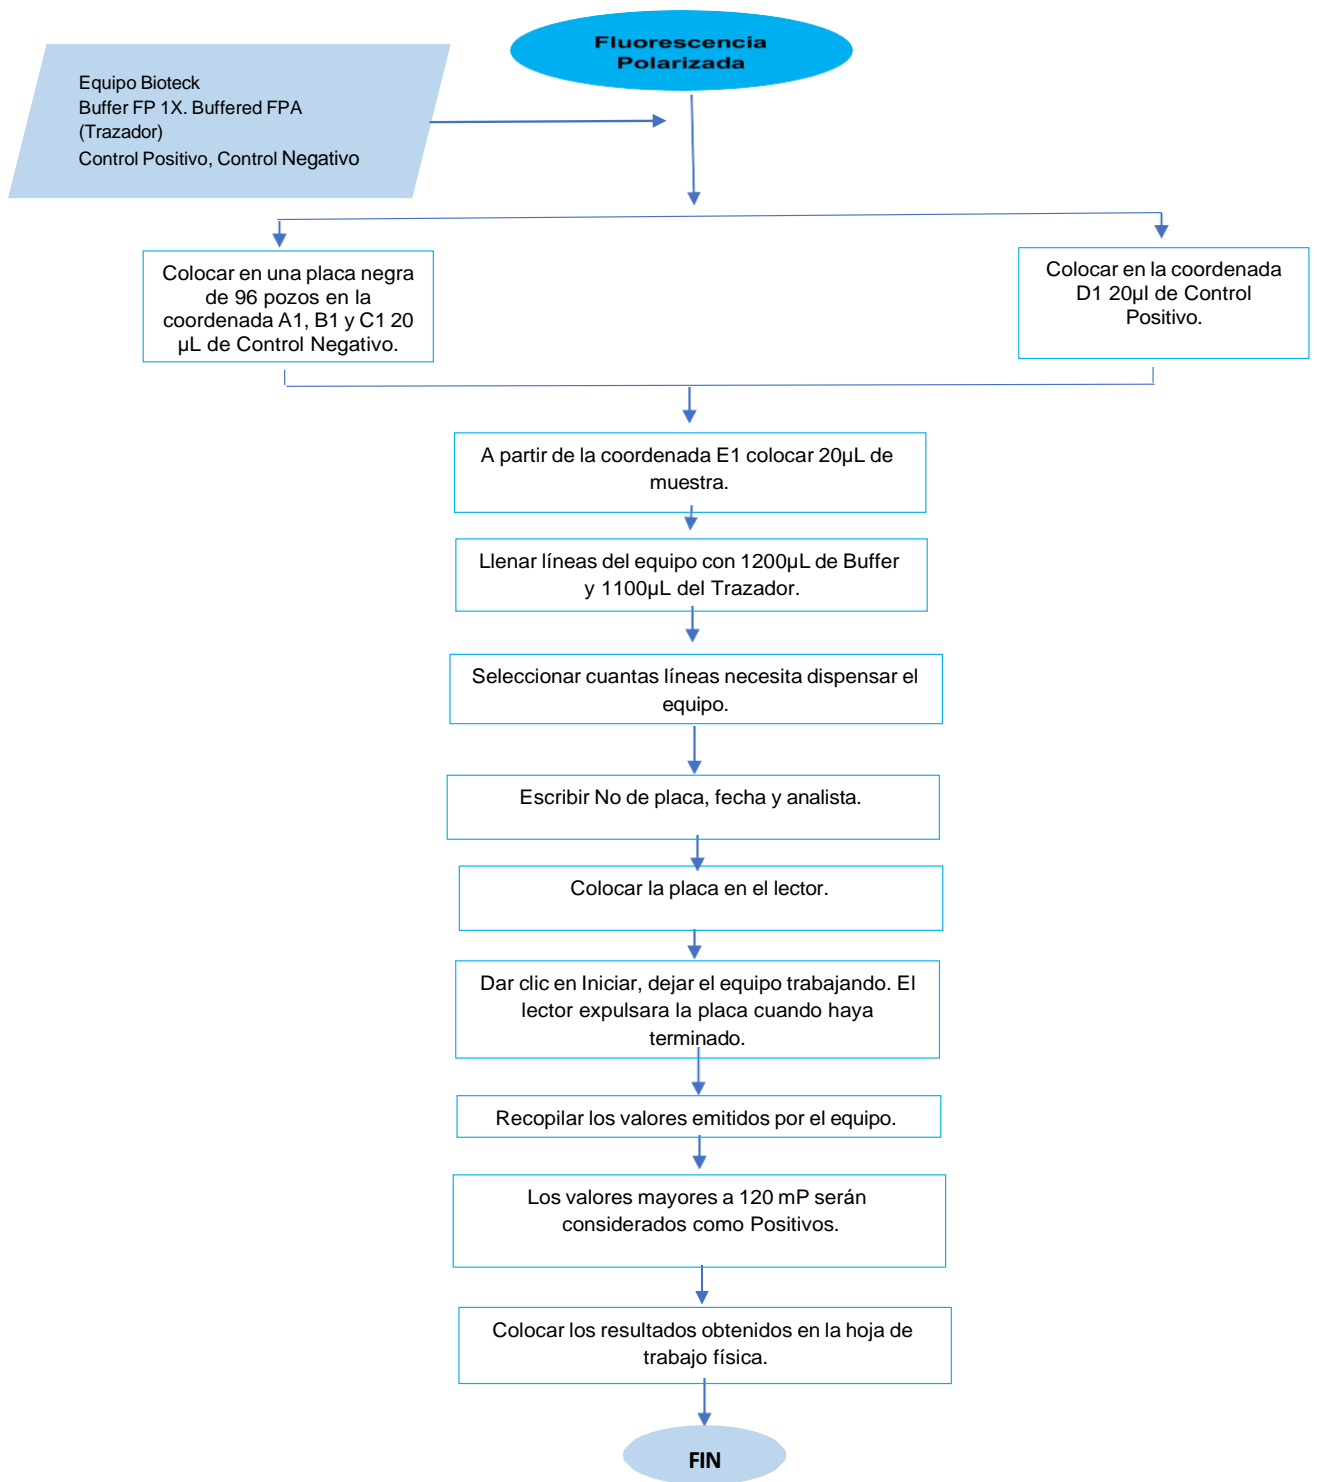 Fluorescencia
Polarizada
Equipo Bioteck
Buffer FP 1X. Buffered FPA
(Trazador)
Control Positivo, Control Negativo
Colocar en una placa negra
de 96 pozos en la
coordenada A1, B1 y C1 20
µL de Control Negativo.
Colocar en la coordenada
D1 20µl de Control
Positivo.
A partir de la coordenada E1 colocar 20µL de
muestra.
Llenar líneas del equipo con 1200µL de Buffer
y 1100µL del Trazador.
Seleccionar cuantas líneas necesita dispensar el
equipo.
Escribir No de placa, fecha y analista.
Colocar la placa en el lector.
Dar clic en Iniciar, dejar el equipo trabajando. El
lector expulsara la placa cuando haya
terminado.
Recopilar los valores emitidos por el equipo.
Los valores mayores a 120 mP serán
considerados como Positivos.
Colocar los resultados obtenidos en la hoja de
trabajo física.
FIN